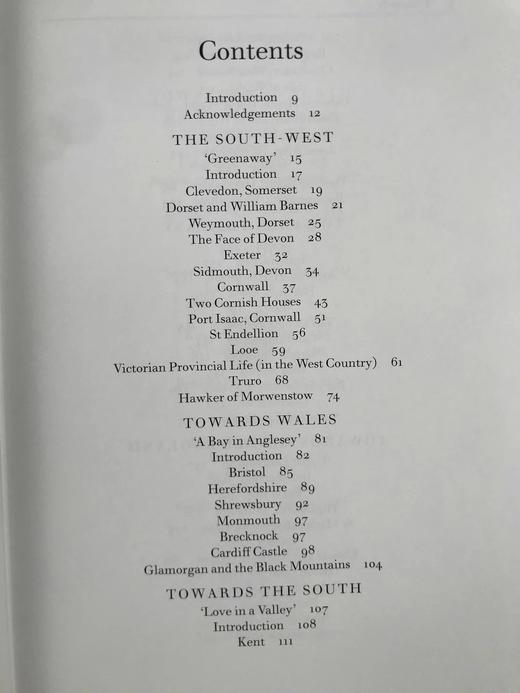 Contents
Introduction 9
Acknowledgements 12
THE SOUTH-WEST
‘Greenaway’ 15
Introduction 17
Clevedon, Somerset 19
Dorset and William Barnes 21
Weymouth, Dorset 25
The Face of Devon 28
Exeter 32
Sidmouth, Devon 34
Cornwall 37
Two Cornish Houses 43
Port Isaac, Cornwall 51
St Endellion 56
Looe 59
Victorian Provincial Life (in the West Country) 61
Truro 68
Hawker of Morwenstow 74
TOWARDS WALES
‘A Bay in Anglesey’ 81
Introduction 82
Bristol 85
Herefordshire 89
Shrewsbury 92
Monmouth 97
Brecknock 97
Cardiff Castle 98
Glamorgan and the Black Mountains 104
TOWARDS THE SOUTH
‘Love in a Valley’ 107
Introduction 108
Kent 111